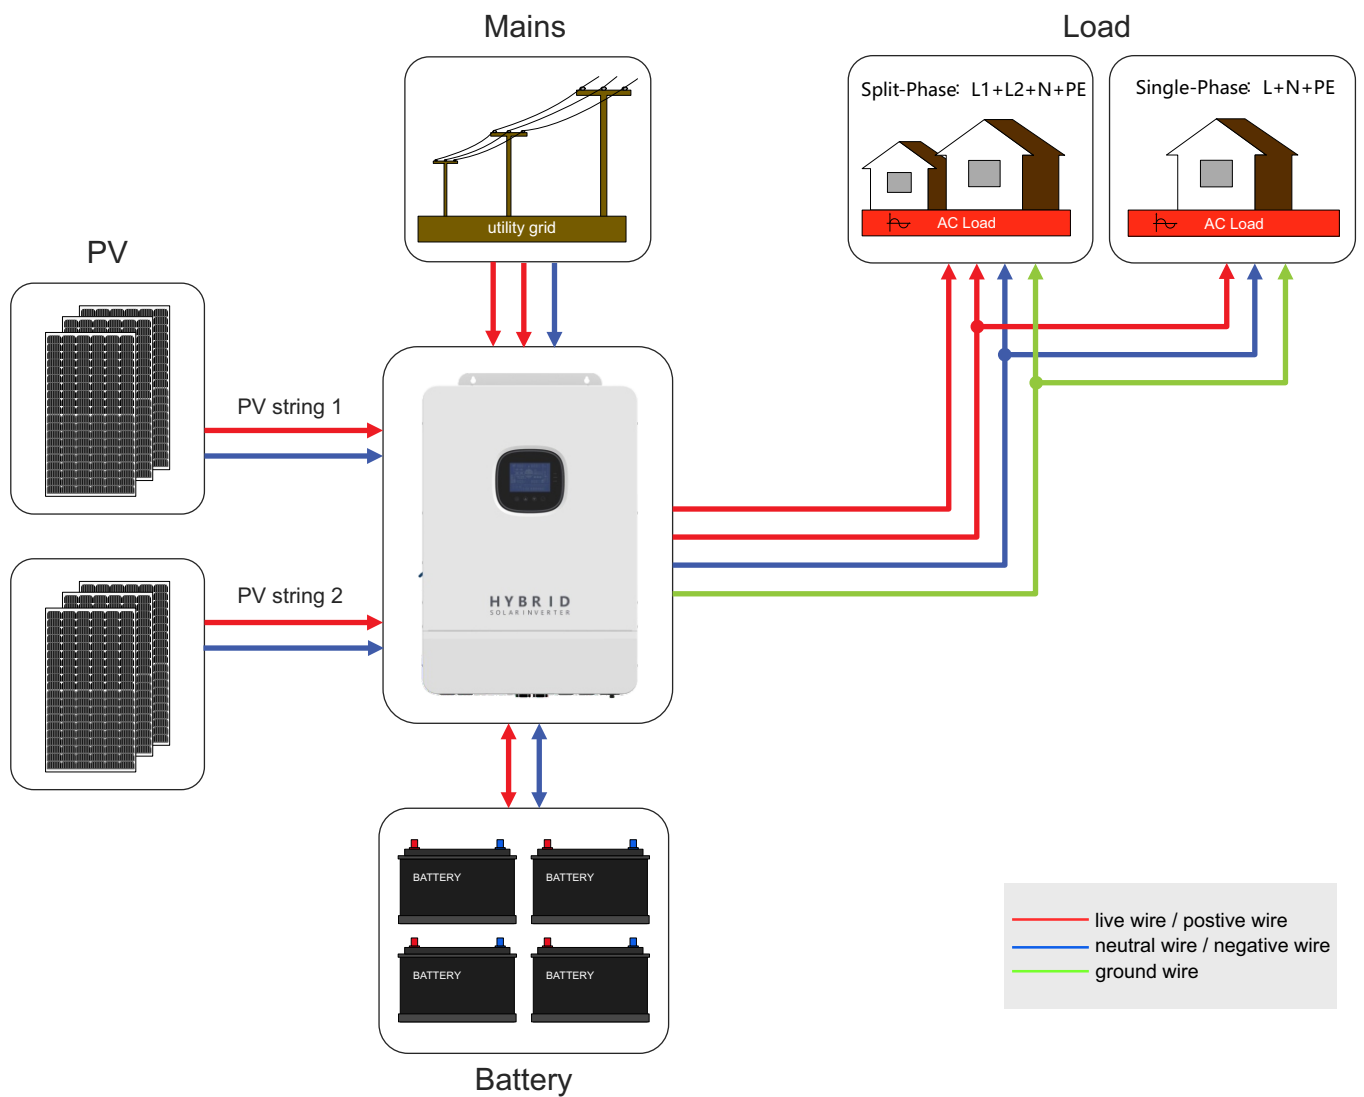 Mains
Load
Split-Phase: L1+L2+N+PE
Single-Phase: L+N+PE
utility grid
AC Load
AC Load
PV
PV string 1
PV string 2
HYBRID
SOLAR INVERTER
BATTERY
BATTERY
BATTERY
BATTERY
Battery
live wire / postive wire
neutral wire / negative wire
ground wire